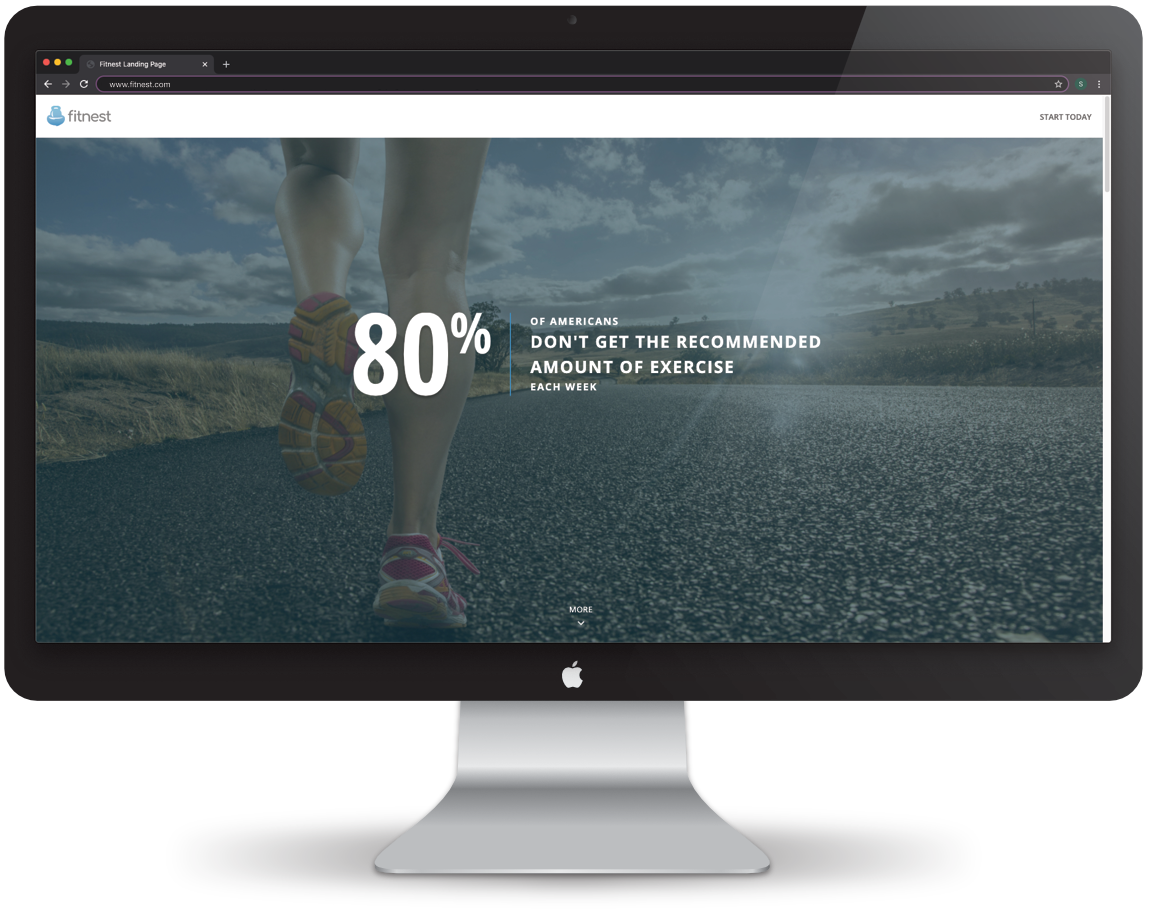 Fitnest Landing Page
www.fitnest.com
S
fitnest
START TODAY
80%
OF AMERICANS
DON'T GET THE RECOMMENDED
AMOUNT OF EXERCISE
EACH WEEK
MORE